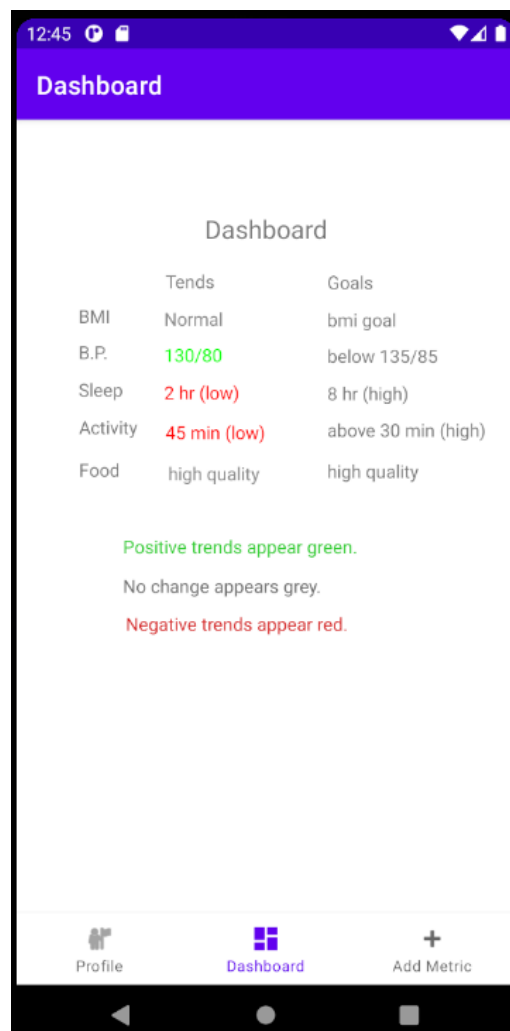 12:45
Dashboard
Dashboard
Tends Goals
BMI Normal bmi goal
B.P. 130/80 below 135/85
Sleep 2 hr (low) 8 hr (high)
Activity 45 min (low) above 30 min (high)
Food high quality high quality
Positive trends appear green.
No change appears grey.
Negative trends appear red.
Profile Dashboard Add Metric